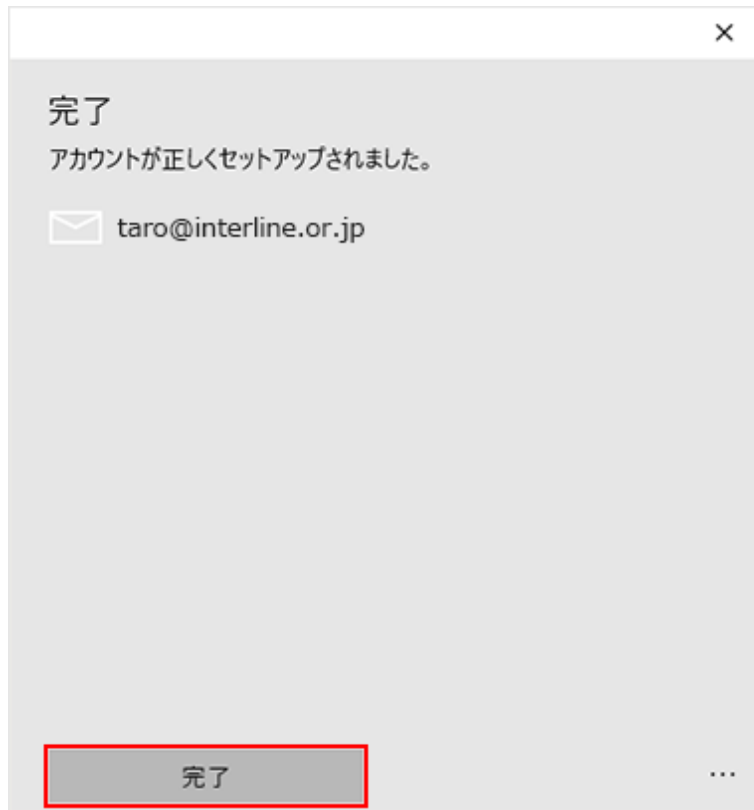 完了
アカウントが正しくセットアップされました。
taro@interline.or.jp
完了
…